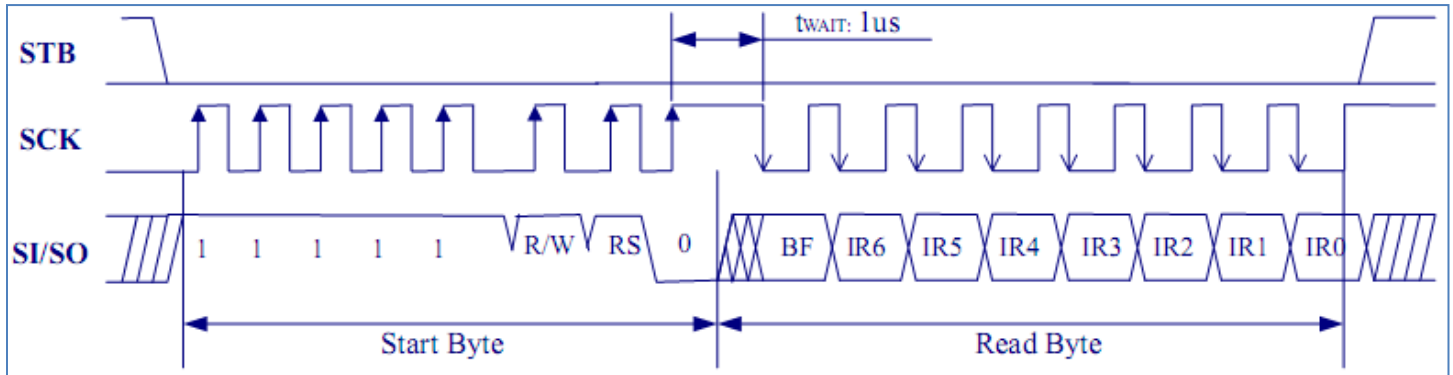 tWAIT: 1us
STB
SCK
SI/SO 1 1 1 1 1 R/W RS 0 BF IR6 IR5 IR4 IR3 IR2 IR1 IR0
Start Byte Read Byte